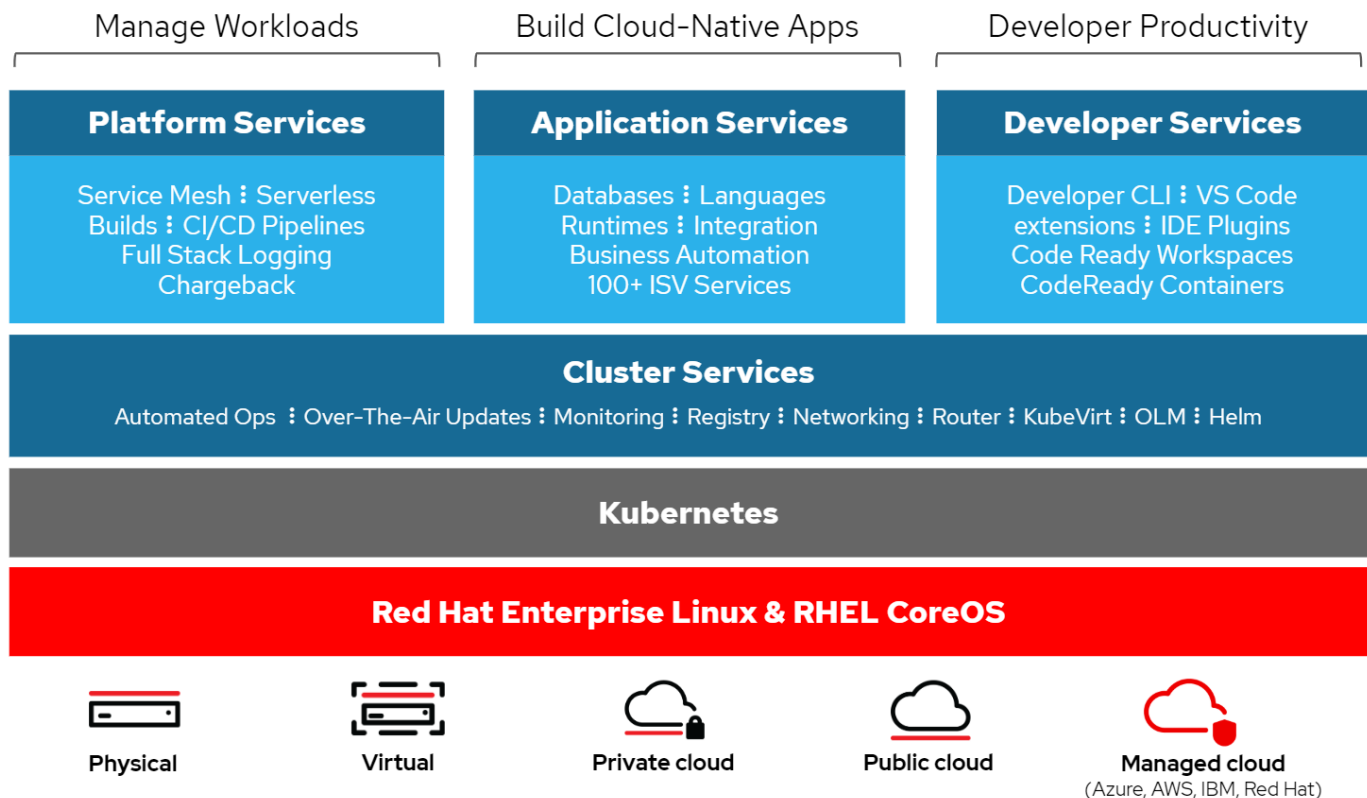 Manage Workloads
Build Cloud-Native Apps
Developer Productivity
Platform Services
Service Mesh ⋮ Serverless
Builds ⋮ CI/CD Pipelines
Full Stack Logging
Chargeback
Application Services
Databases ⋮ Languages
Runtimes ⋮ Integration
Business Automation
100+ ISV Services
Developer Services
Developer CLI ⋮ VS Code
extensions ⋮ IDE Plugins
Code Ready Workspaces
CodeReady Containers
Cluster Services
Automated Ops ⋮ Over-The-Air Updates ⋮ Monitoring ⋮ Registry ⋮ Networking ⋮ Router ⋮ KubeVirt ⋮ OLM ⋮ Helm
Kubernetes
Red Hat Enterprise Linux & RHEL CoreOS
Physical
Virtual
Private cloud
Public cloud
Managed cloud
(Azure, AWS, IBM, Red Hat)